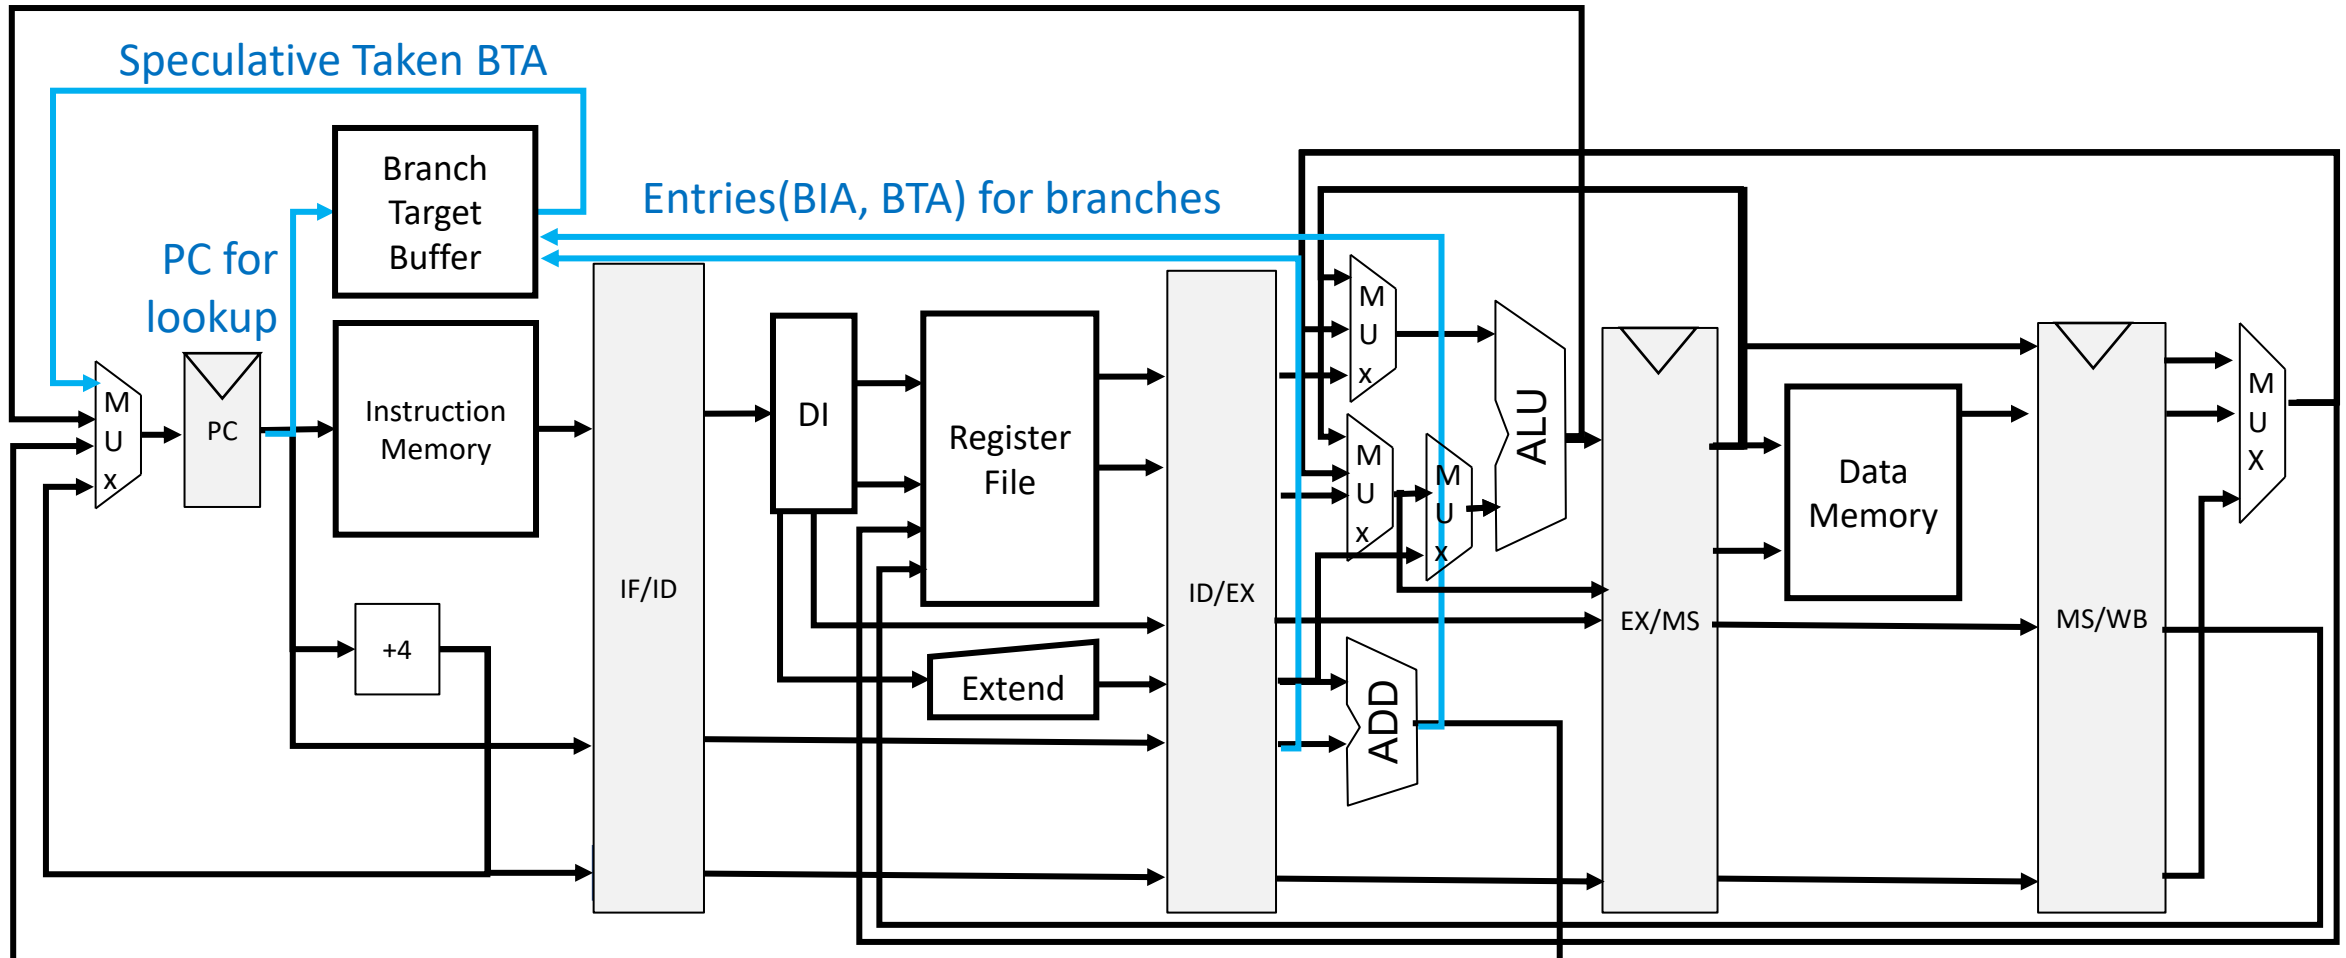 Speculative Taken BTA
Branch
Target
Buffer
Entries(BIA, BTA) for branches
PC for
lookup
M
U
x
PC
Instruction
Memory
+4
IF/ID
DI
Register
File
Extend
ID/EX
M
U
x
M
U
x
M
U
x
ALU
ADD
EX/MS
Data
Memory
MS/WB
M
U
X